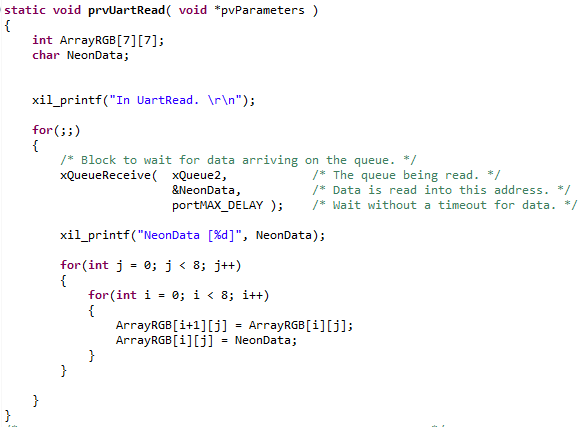 static void prvUartRead( void *pvParameters )
{
int ArrayRGB[7][7];
char NeonData;
xil_printf("In UartRead. \r\n");
for(;;)
{
/* Block to wait for data arriving on the queue. */
xQueueReceive( xQueue2, /* The queue being read. */
&NeonData, /* Data is read into this address. */
portMAX_DELAY ); /* Wait without a timeout for data. */
xil_printf("NeonData [%d]", NeonData);
for(int j = 0; j < 8; j++)
{
for(int i = 0; i < 8; i++)
{
ArrayRGB[i+1][j] = ArrayRGB[i][j];
ArrayRGB[i][j] = NeonData;
}
}
}
}